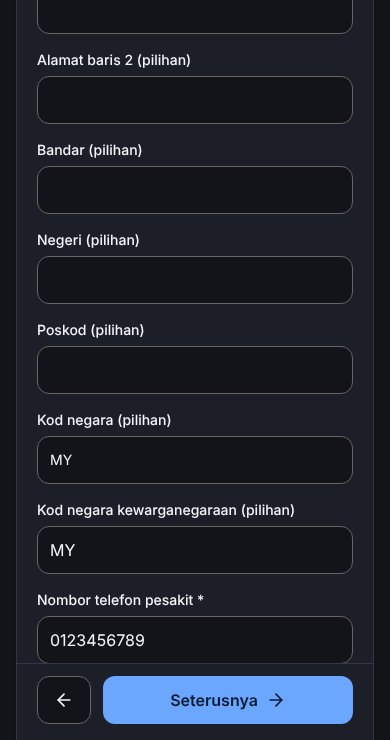 Alamat baris 2 (pilihan)
Bandar (pilihan)
Negeri (pilihan)
Poskod (pilihan)
Kod negara (pilihan)
MY
Kod negara kewarganegaraan (pilihan)
MY
Nombor telefon pesakit *
0123456789
Seterusnya